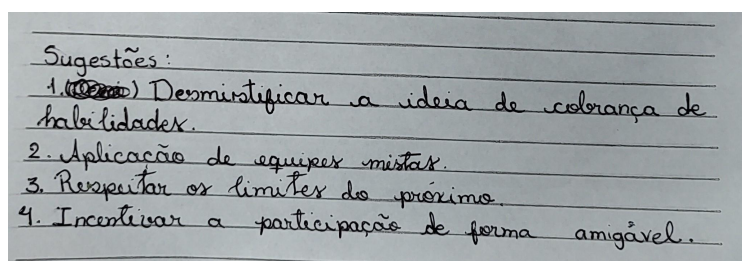 Sugestões:
1. ( ) Desmistificar a ideia de cobrança de
habilidades.
2. Aplicação de equipes mistas.
3. Respeitar os limites do próximo.
4. Incentivar a participação de forma amigável.